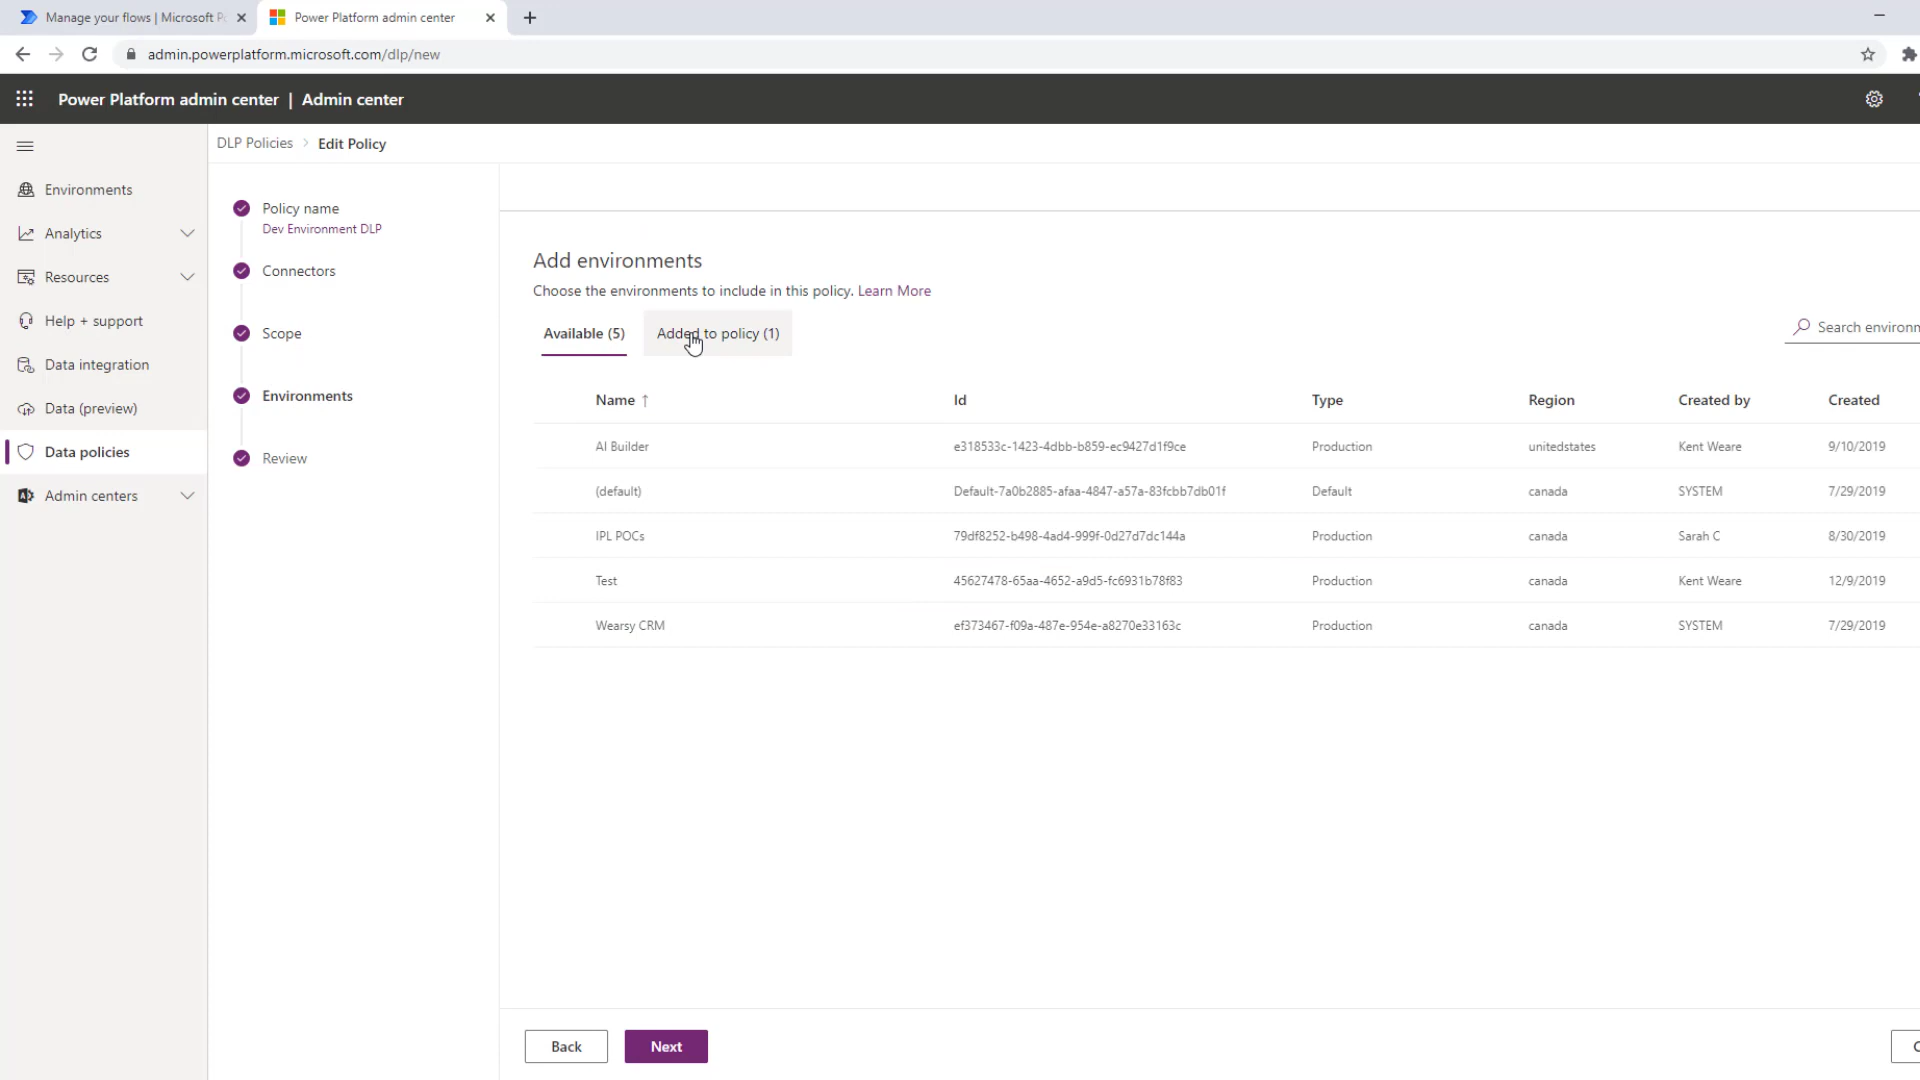 Manage your flows | Microsoft P
Power Platform admin center
admin.powerplatform.microsoft.com/dlp/new
Power Platform admin center | Admin center
DLP Policies > Edit Policy
Environments
Analytics
Resources
Help + support
Data integration
Data (preview)
Data policies
Admin centers
Policy name
Dev Environment DLP
Connectors
Scope
Environments
Review
Add environments
Choose the environments to include in this policy. Learn More
Available (5) Added to policy (1)
Search environm
Name ↑ Id Type Region Created by Created
AI Builder e318533c-1423-4dbb-b859-ec9427d1f9ce Production unitedstates Kent Weare 9/10/2019
(default) Default-7a0b2885-afaa-4847-a57a-83fcbb7db01f Default canada SYSTEM 7/29/2019
IPL POCs 79df8252-b498-4ad4-999f-0d27d7dc144a Production canada Sarah C 8/30/2019
Test 45627478-65aa-4652-a9d5-fc6931b78f83 Production canada Kent Weare 12/9/2019
Wearsy CRM ef373467-f09a-487e-954e-a8270e33163c Production canada SYSTEM 7/29/2019
Back Next